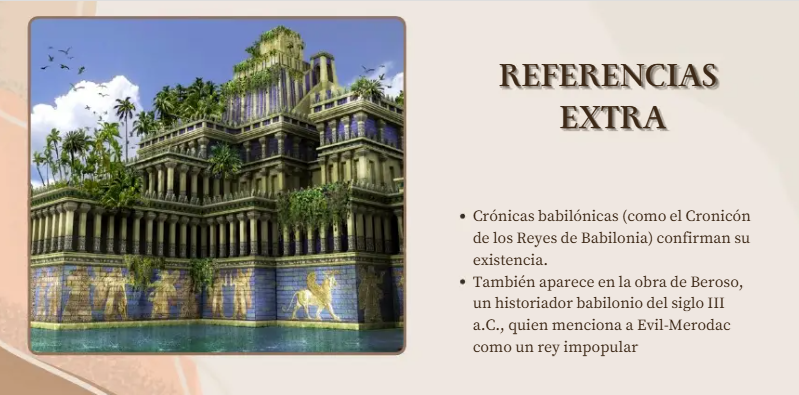 REFERENCIAS
EXTRA
• Crónicas babilónicas (como el Cronicón
de los Reyes de Babilonia) confirman su
existencia.
• También aparece en la obra de Beroso,
un historiador babilonio del siglo III
a.C., quien menciona a Evil-Merodac
como un rey impopular